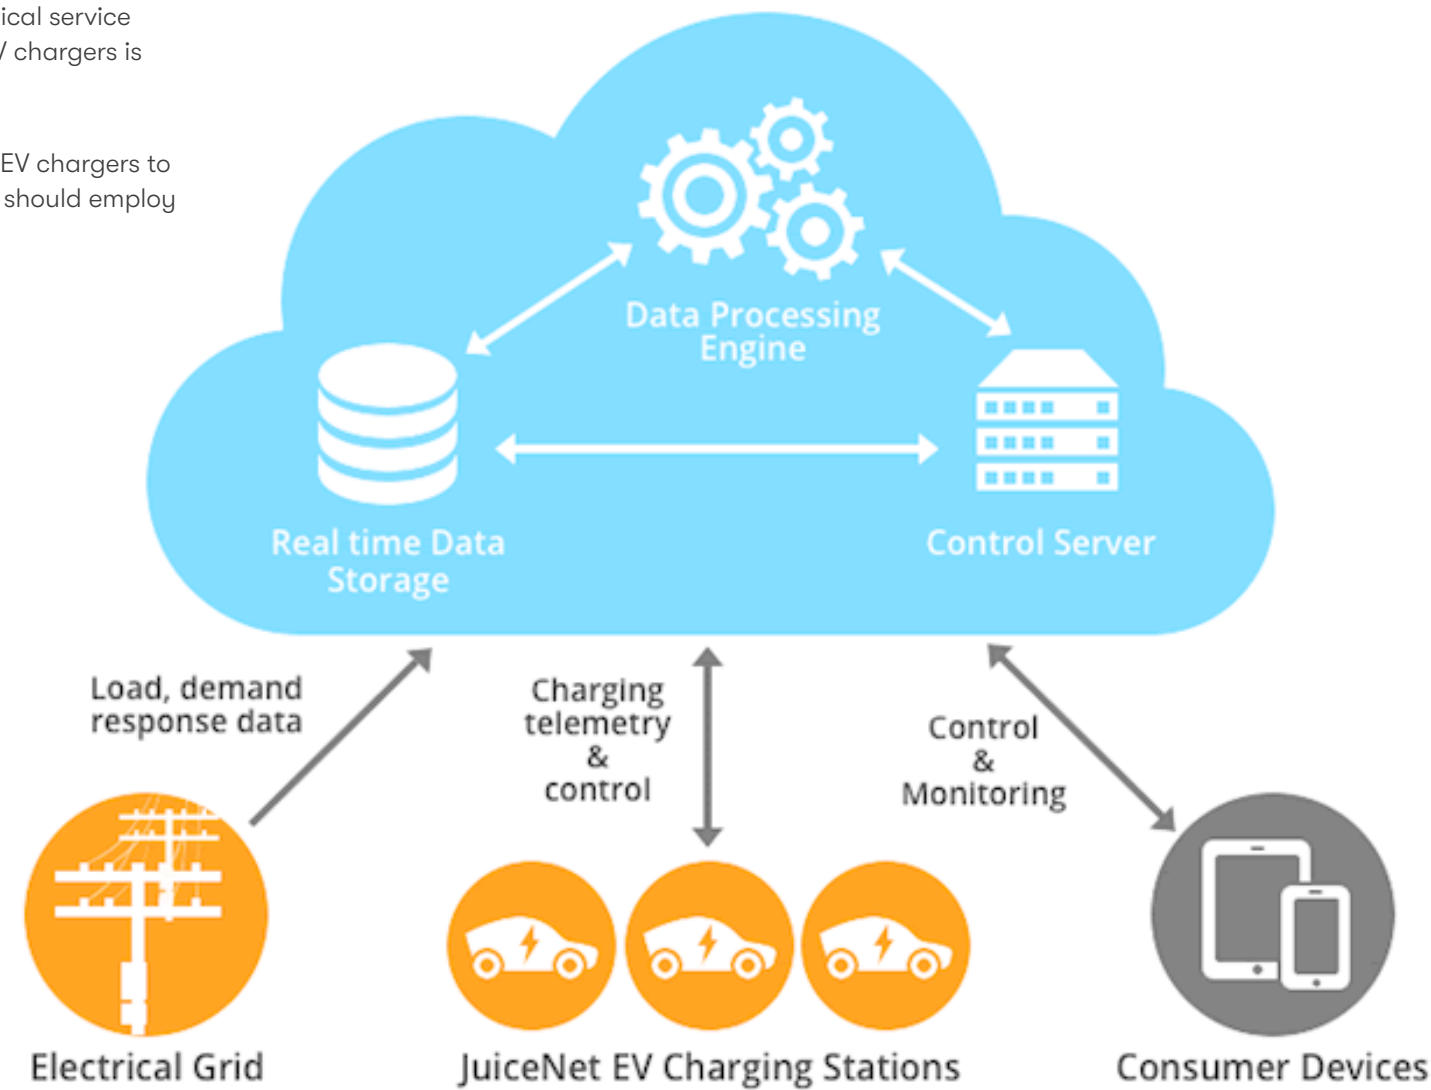 ical service
chargers is
EV chargers to
should employ
Data Processing
Engine
Real time Data
Storage
Control Server
Load, demand
response data
Charging
telemetry
&
control
Control
&
Monitoring
Electrical Grid
JuiceNet EV Charging Stations
Consumer Devices